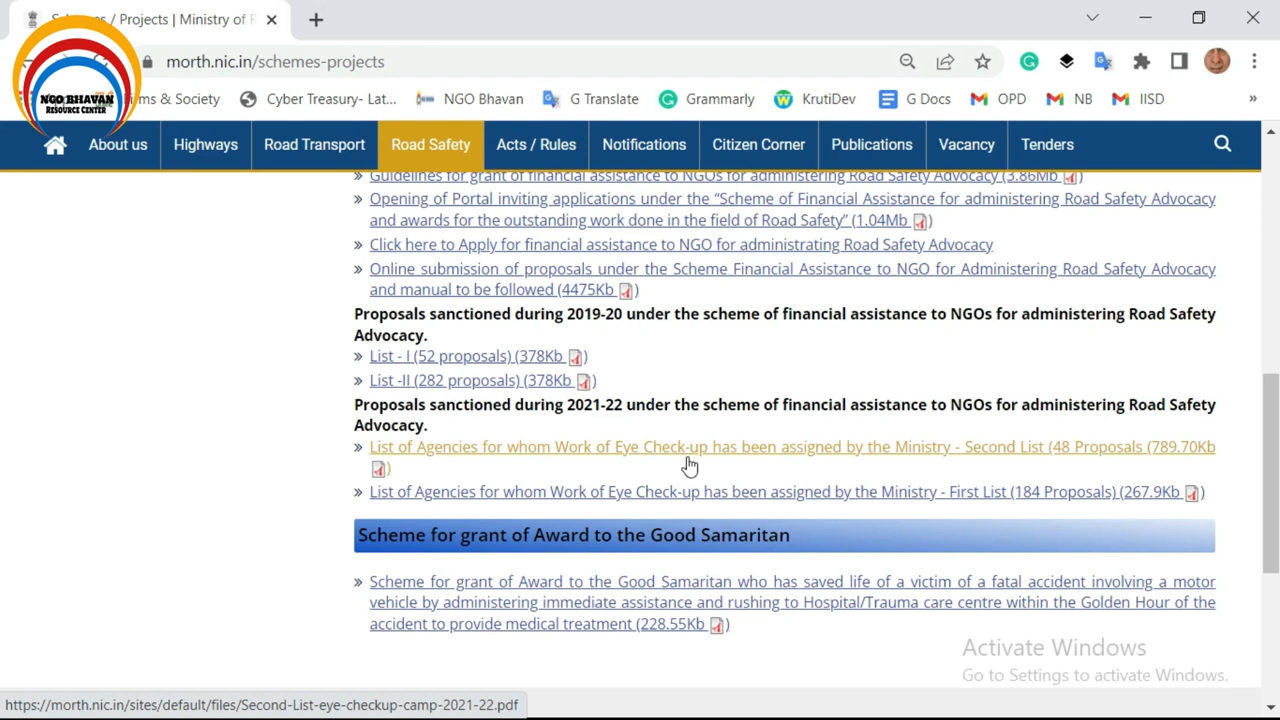 Schemes / Projects | Ministry of R
morth.nic.in/schemes-projects
NGO BHAVAN
RESOURCE CENTER
ms & Society
Cyber Treasury- Lat...
NGO Bhavan
G Translate
Grammarly
KrutiDev
G Docs
OPD
NB
IISD
»
About us
Highways
Road Transport
Road Safety
Acts / Rules
Notifications
Citizen Corner
Publications
Vacancy
Tenders
» Guidelines for grant of financial assistance to NGOs for administering Road Safety Advocacy (3.86Mb )
» Opening of Portal inviting applications under the “Scheme of Financial Assistance for administering Road Safety Advocacy
and awards for the outstanding work done in the field of Road Safety” (1.04Mb )
» Click here to Apply for financial assistance to NGO for administrating Road Safety Advocacy
» Online submission of proposals under the Scheme Financial Assistance to NGO for Administering Road Safety Advocacy
and manual to be followed (4475Kb )
Proposals sanctioned during 2019-20 under the scheme of financial assistance to NGOs for administering Road Safety
Advocacy.
» List - I (52 proposals) (378Kb )
» List -II (282 proposals) (378Kb )
Proposals sanctioned during 2021-22 under the scheme of financial assistance to NGOs for administering Road Safety
Advocacy.
» List of Agencies for whom Work of Eye Check-up has been assigned by the Ministry - Second List (48 Proposals (789.70Kb
)
» List of Agencies for whom Work of Eye Check-up has been assigned by the Ministry - First List (184 Proposals) (267.9Kb )
Scheme for grant of Award to the Good Samaritan
» Scheme for grant of Award to the Good Samaritan who has saved life of a victim of a fatal accident involving a motor
vehicle by administering immediate assistance and rushing to Hospital/Trauma care centre within the Golden Hour of the
accident to provide medical treatment (228.55Kb )
Activate Windows
Go to Settings to activate Windows.
https://morth.nic.in/sites/default/files/Second-List-eye-checkup-camp-2021-22.pdf